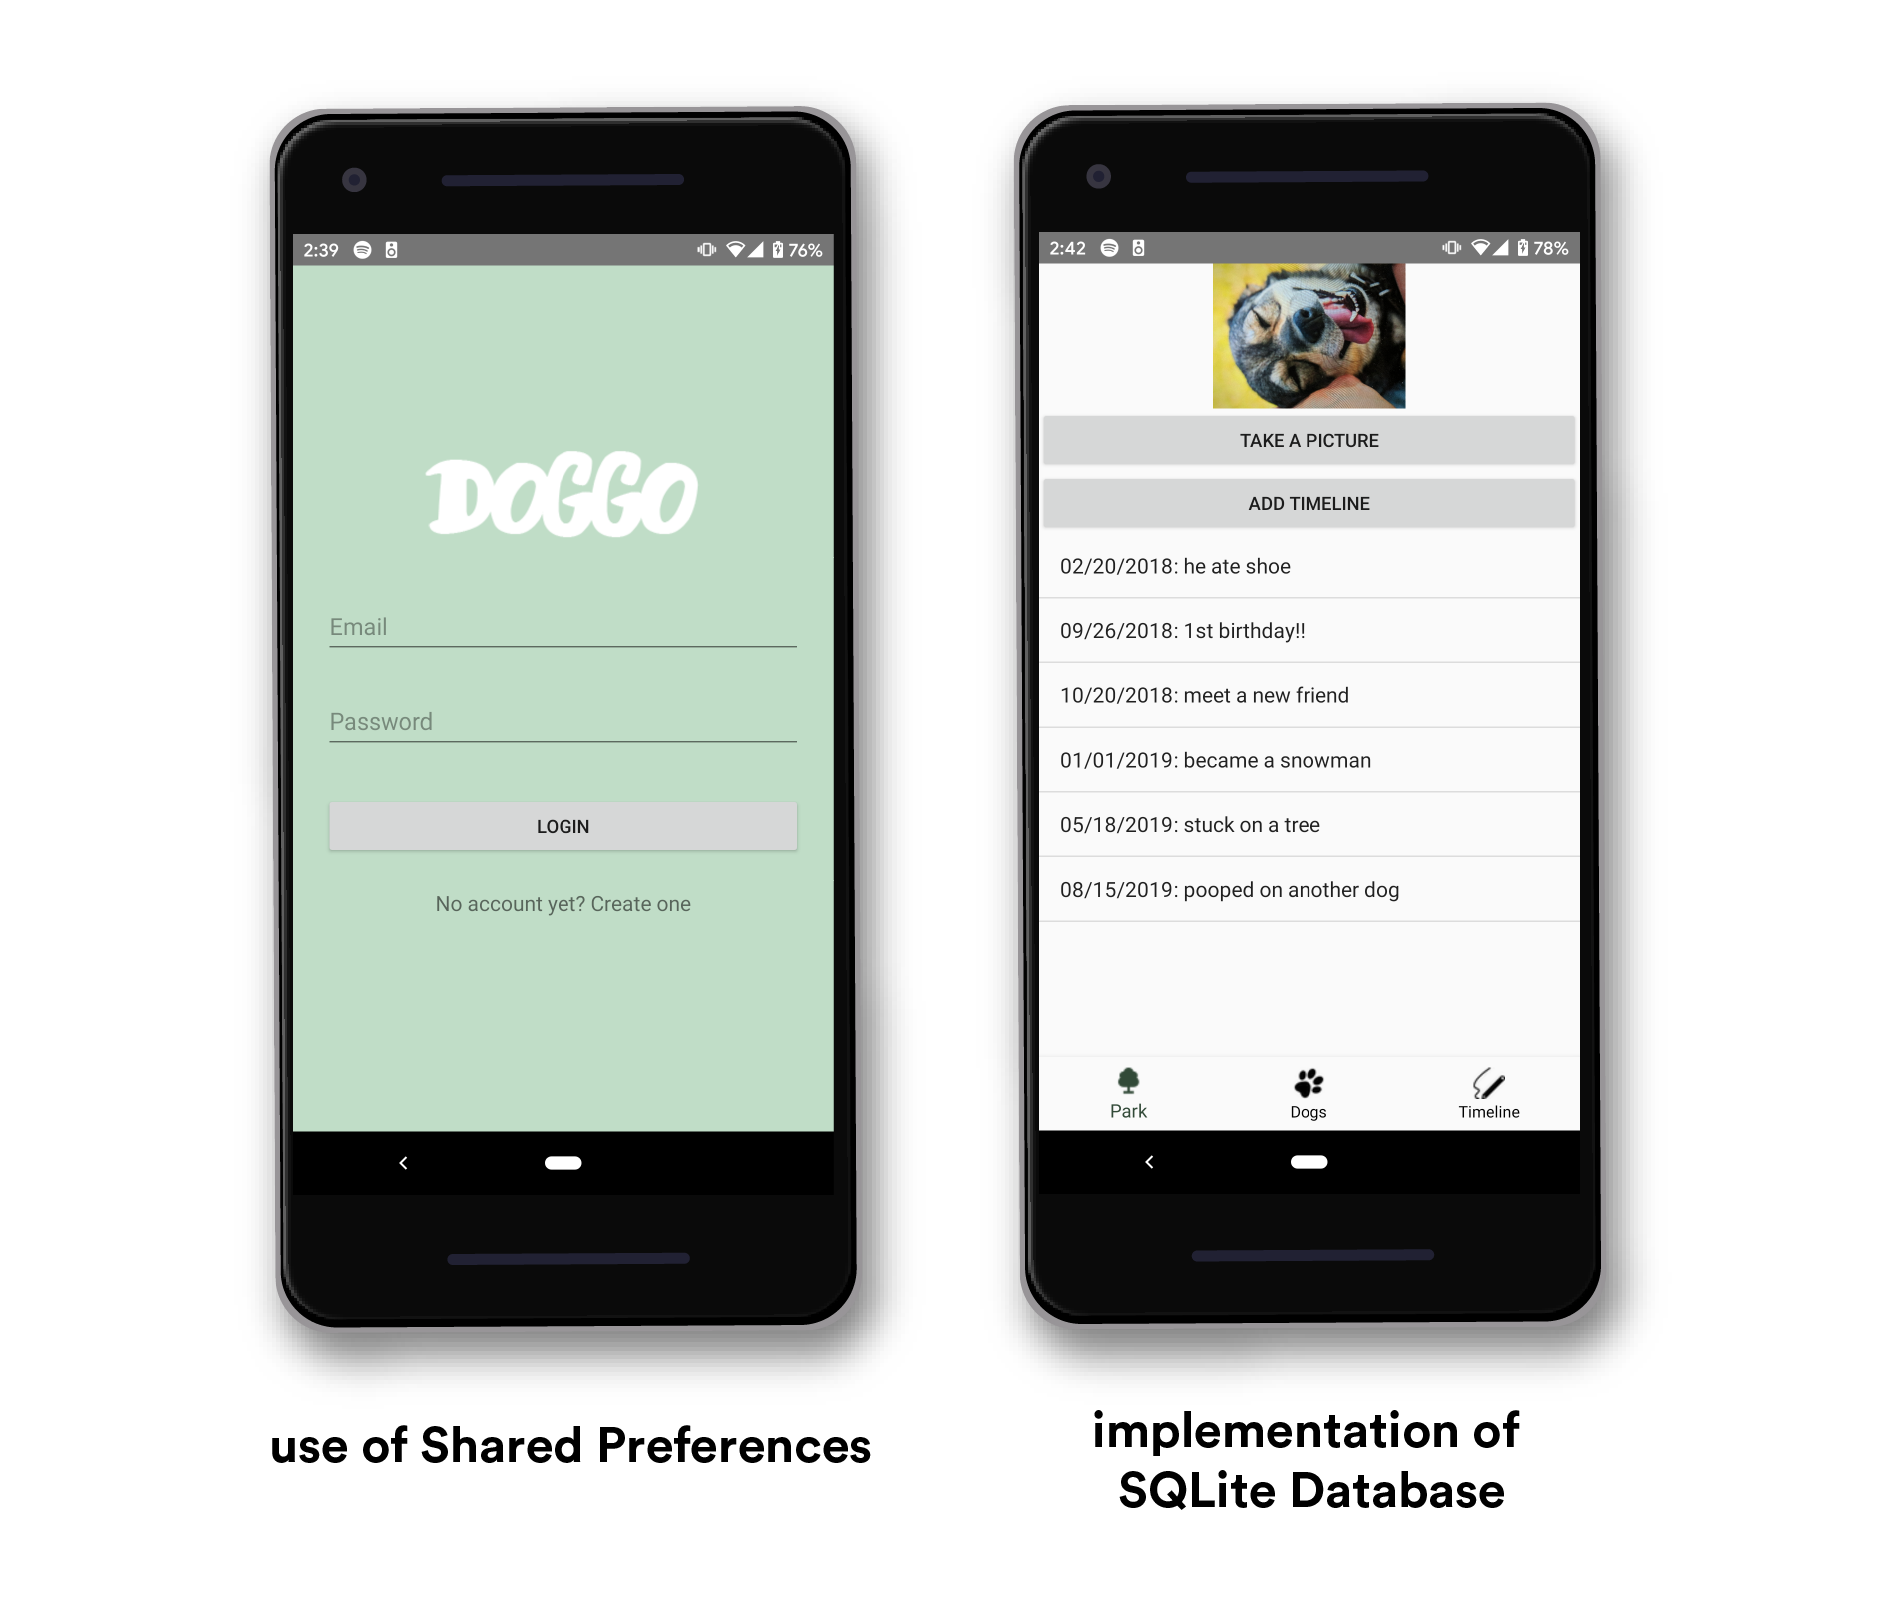 2:39
76%
DOGGO
Email
Password
LOGIN
No account yet? Create one
use of Shared Preferences
2:42
78%
TAKE A PICTURE
ADD TIMELINE
02/20/2018: he ate shoe
09/26/2018: 1st birthday!!
10/20/2018: meet a new friend
01/01/2019: became a snowman
05/18/2019: stuck on a tree
08/15/2019: pooped on another dog
Park
Dogs
Timeline
implementation of
SQLite Database